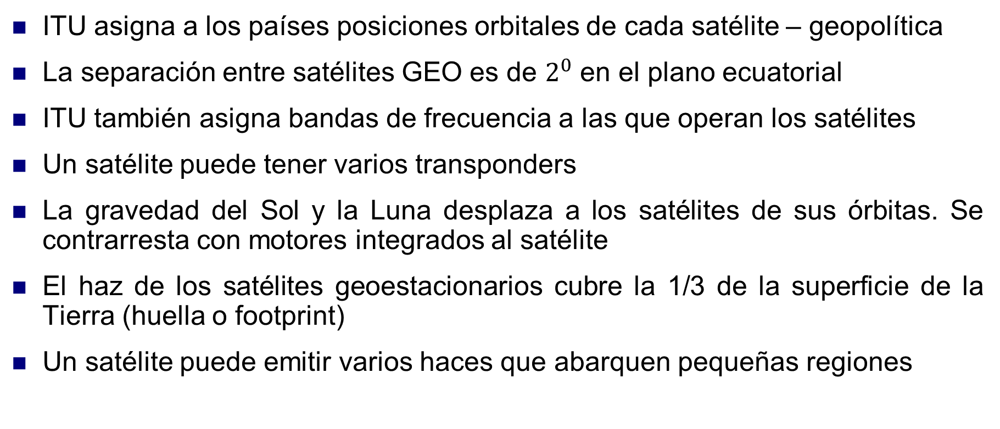 ▪ ITU asigna a los países posiciones orbitales de cada satélite – geopolítica
▪ La separación entre satélites GEO es de 2⁰ en el plano ecuatorial
▪ ITU también asigna bandas de frecuencia a las que operan los satélites
▪ Un satélite puede tener varios transponders
▪ La gravedad del Sol y la Luna desplaza a los satélites de sus órbitas. Se
contrarresta con motores integrados al satélite
▪ El haz de los satélites geoestacionarios cubre la 1/3 de la superficie de la
Tierra (huella o footprint)
▪ Un satélite puede emitir varios haces que abarquen pequeñas regiones